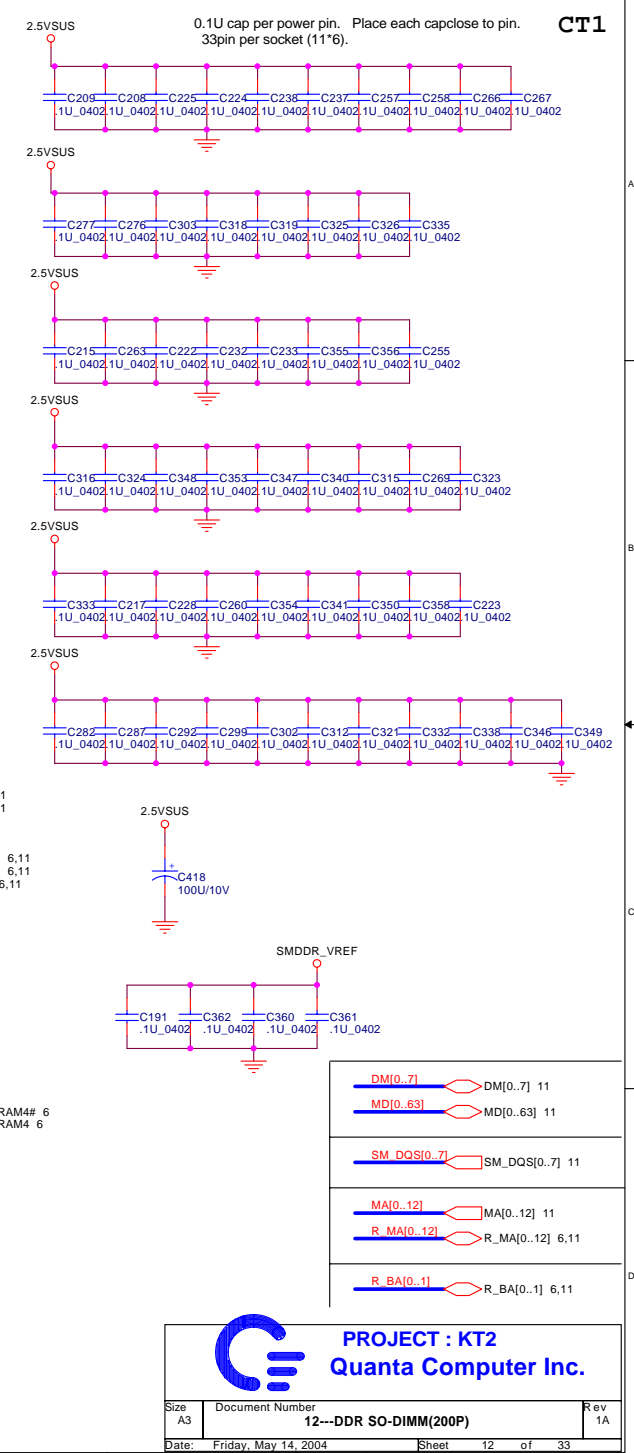 0.1U cap per power pin. Place each capclose to pin.
33pin per socket (11*6).
CT1
2.5VSUS
C209 C208 C225 C224 C238 C237 C257 C258 C266 C267
.1U_0402 .1U_0402 .1U_0402 .1U_0402 .1U_0402 .1U_0402 .1U_0402 .1U_0402 .1U_0402 .1U_0402
A
2.5VSUS
C277 C276 C303 C318 C319 C325 C326 C335
.1U_0402 .1U_0402 .1U_0402 .1U_0402 .1U_0402 .1U_0402 .1U_0402 .1U_0402
2.5VSUS
C215 C263 C222 C232 C233 C355 C356 C255
.1U_0402 .1U_0402 .1U_0402 .1U_0402 .1U_0402 .1U_0402 .1U_0402 .1U_0402
2.5VSUS
C316 C324 C348 C353 C347 C340 C315 C269 C323
.1U_0402 .1U_0402 .1U_0402 .1U_0402 .1U_0402 .1U_0402 .1U_0402 .1U_0402 .1U_0402
2.5VSUS
B
C333 C217 C228 C260 C354 C341 C350 C358 C223
.1U_0402 .1U_0402 .1U_0402 .1U_0402 .1U_0402 .1U_0402 .1U_0402 .1U_0402 .1U_0402
2.5VSUS
C282 C287 C292 C299 C302 C312 C321 C332 C338 C346 C349
.1U_0402 .1U_0402 .1U_0402 .1U_0402 .1U_0402 .1U_0402 .1U_0402 .1U_0402 .1U_0402 .1U_0402 .1U_0402
1
1
2.5VSUS
6,11
6,11
6,11
+
C418
100U/10V
C
SMDDR_VREF
C191 C362 C360 C361
.1U_0402 .1U_0402 .1U_0402 .1U_0402
DM[0..7] DM[0..7] 11
MD[0..63] MD[0..63] 11
RAM4# 6
RAM4 6
SM_DQS[0..7] SM_DQS[0..7] 11
MA[0..12] MA[0..12] 11
R_MA[0..12] R_MA[0..12] 6,11
D
R_BA[0..1] R_BA[0..1] 6,11
PROJECT : KT2
Quanta Computer Inc.
Size Document Number Rev
A3 12---DDR SO-DIMM(200P) 1A
Date: Friday, May 14, 2004 Sheet 12 of 33